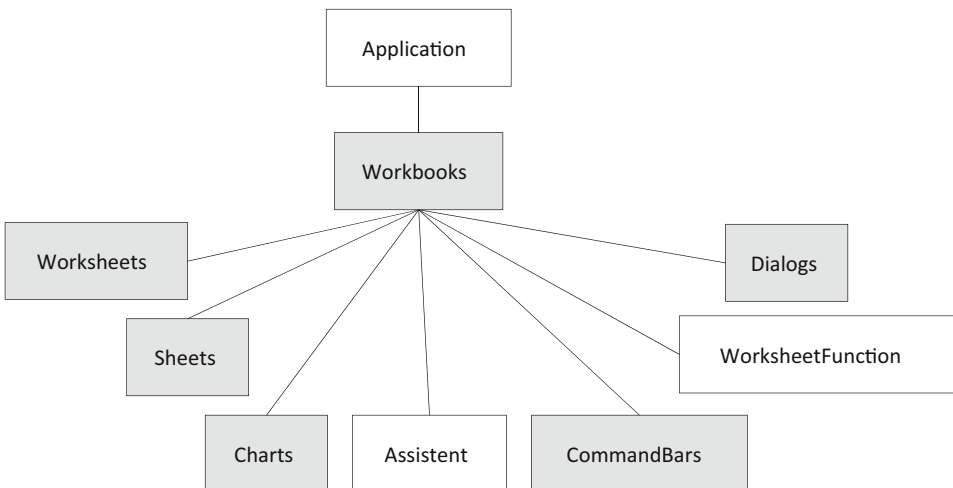 Application
Workbooks
Worksheets
Dialogs
Sheets
WorksheetFunction
Charts
Assistent
CommandBars